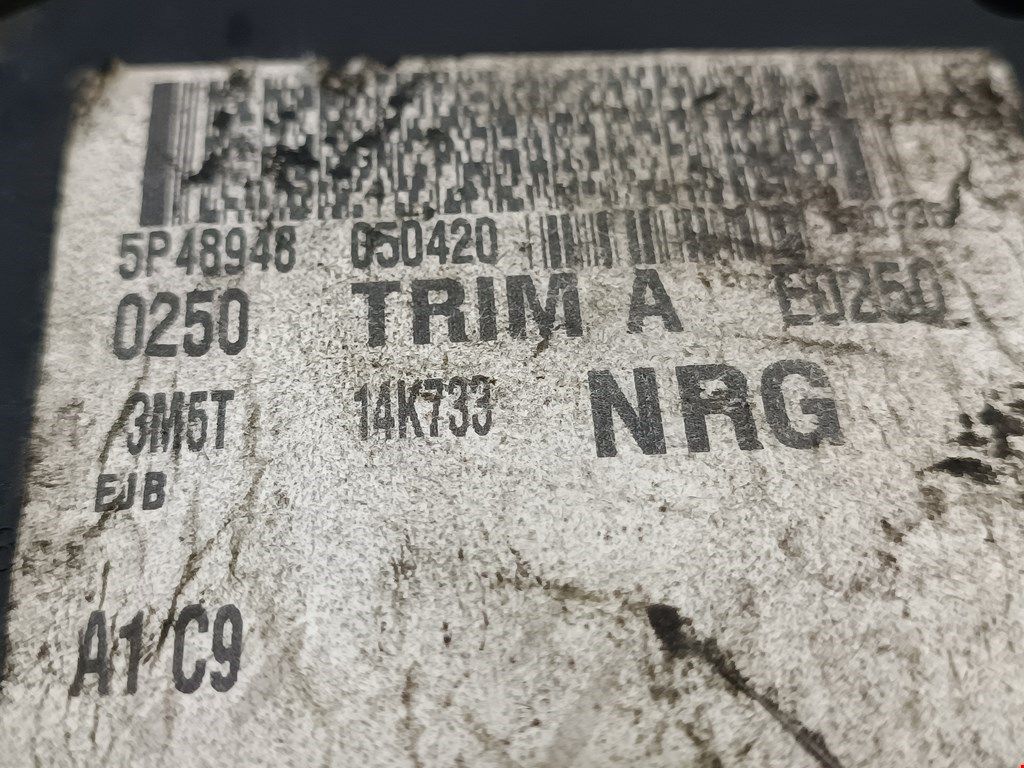 5P48948 050420
0250 TRIM A E0250
3M5T 14K733 NRG
EJB
A1 C9